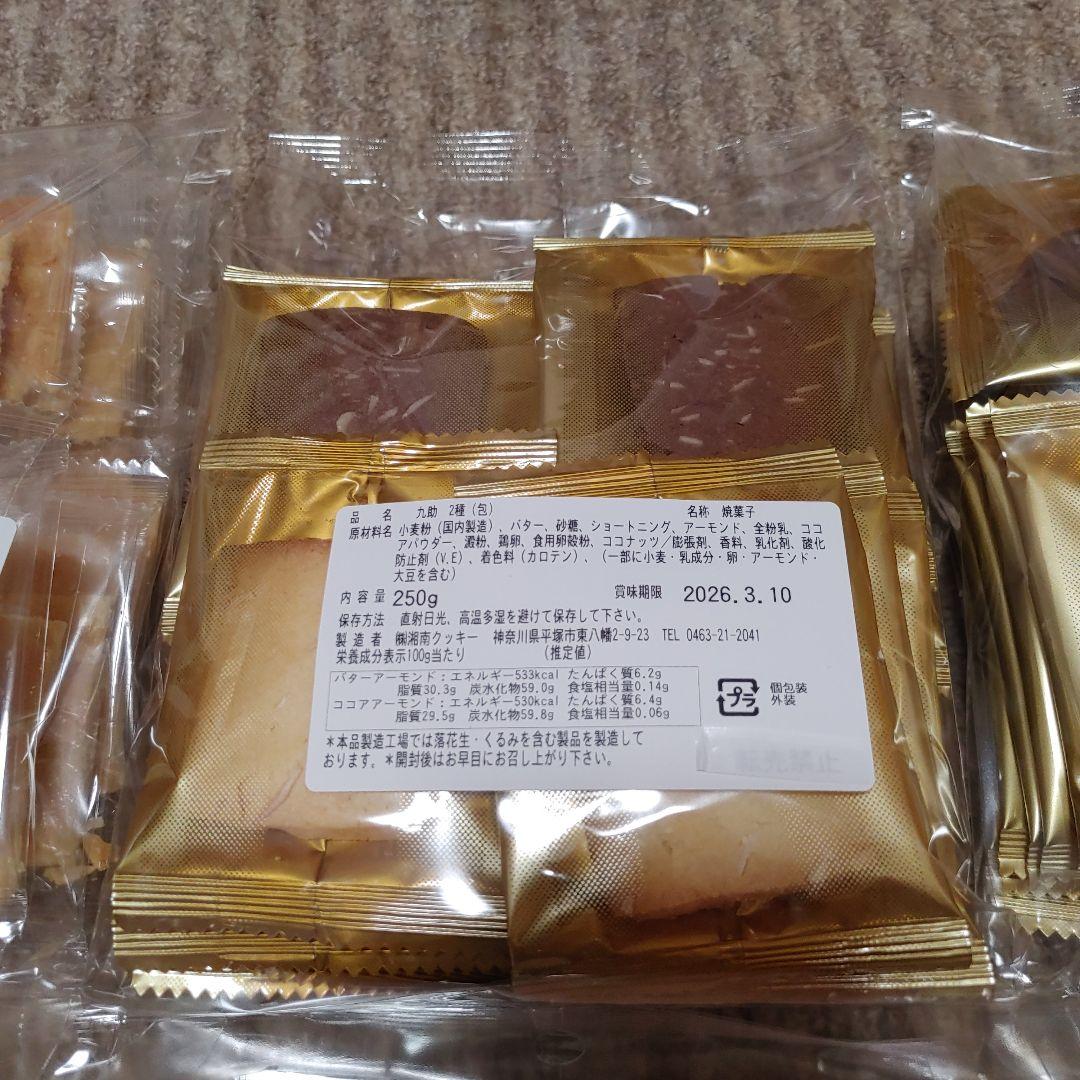 品 名 九助 2種(包) 名称 焼菓子
原材料名 小麦粉(国内製造)、バター、砂糖、ショートニング、アーモンド、全粉乳、ココ
アパウダー、澱粉、鶏卵、食用卵殻粉、ココナッツ/膨張剤、香料、乳化剤、酸化
防止剤(V.E)、着色料(カロテン)、(一部に小麦・乳成分・卵・アーモンド・
大豆を含む)
内容量 250g 賞味期限 2026.3.10
保存方法 直射日光、高温多湿を避けて保存して下さい。
製造者 ㈱湘南クッキー 神奈川県平塚市東八幡2-9-23 TEL 0463-21-2041
栄養成分表示100g当たり (推定値)
バターアーモンド:エネルギー533kcal たんぱく質6.2g
脂質30.3g 炭水化物59.0g 食塩相当量0.14g
ココアアーモンド:エネルギー530kcal たんぱく質6.4g
脂質29.5g 炭水化物59.8g 食塩相当量0.06g
プラ 個包装
外装
*本品製造工場では落花生・くるみを含む製品を製造して
おります。*開封後はお早目にお召し上がり下さい。
転売禁止